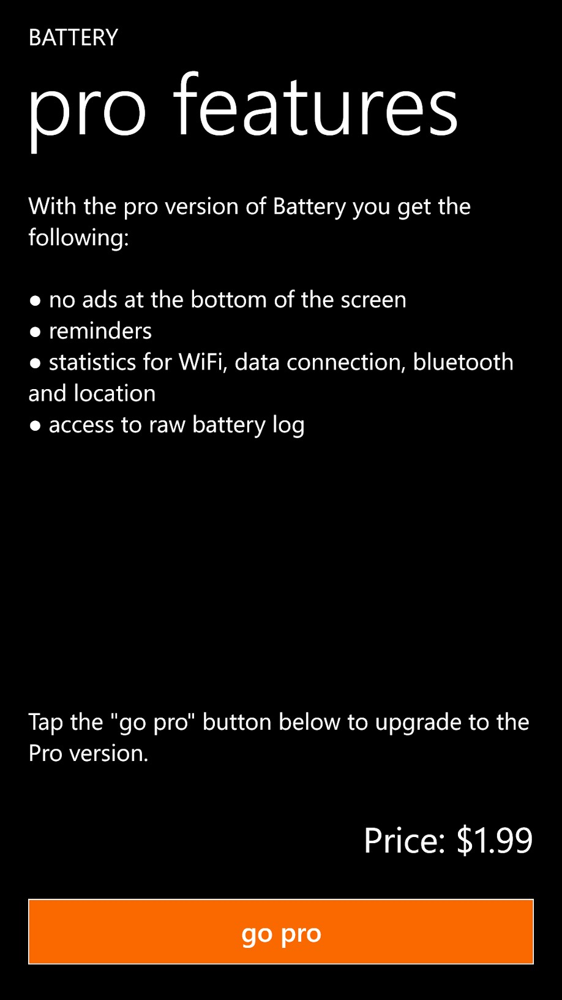 BATTERY
pro features
With the pro version of Battery you get the
following:
● no ads at the bottom of the screen
● reminders
● statistics for WiFi, data connection, bluetooth
and location
● access to raw battery log
Tap the "go pro" button below to upgrade to the
Pro version.
Price: $1.99
go pro